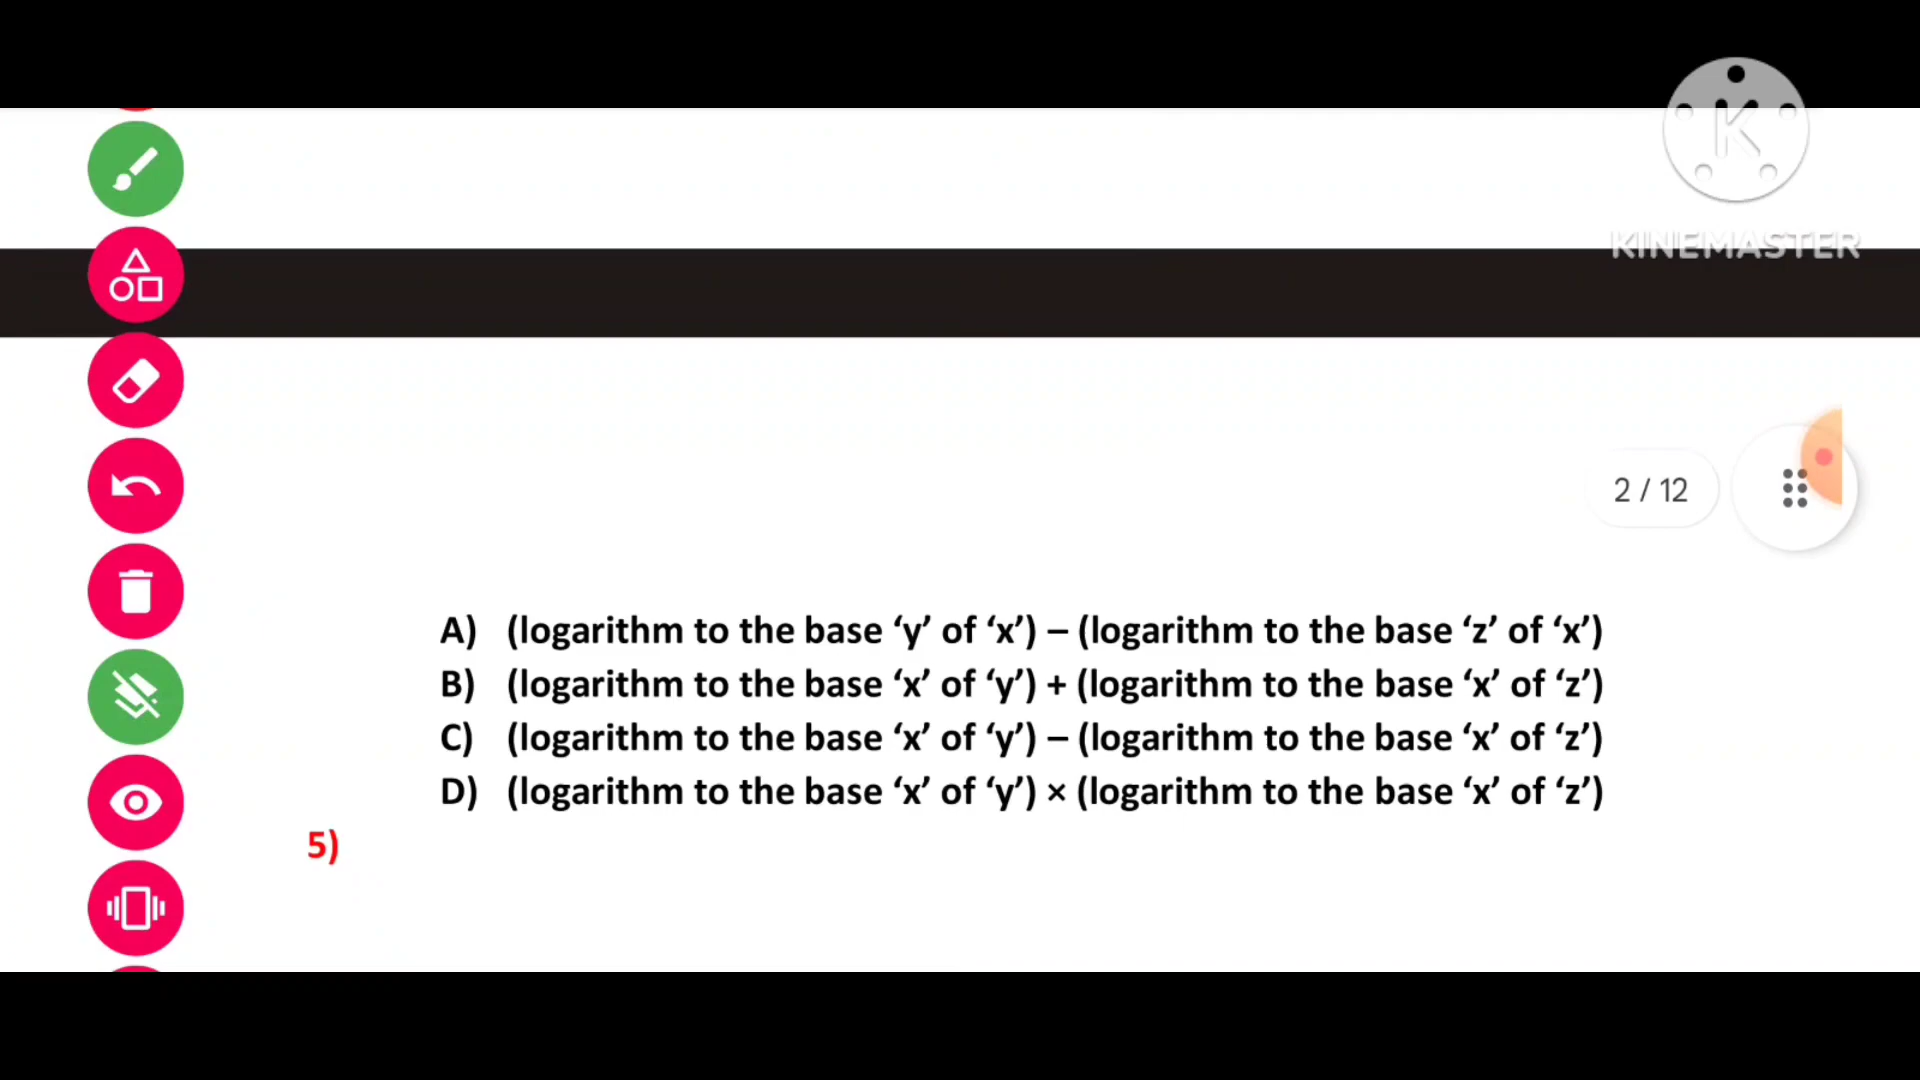 K
KINEMASTER
2 / 12
A) (logarithm to the base ‘y’ of ‘x’) – (logarithm to the base ‘z’ of ‘x’)
B) (logarithm to the base ‘x’ of ‘y’) + (logarithm to the base ‘x’ of ‘z’)
C) (logarithm to the base ‘x’ of ‘y’) – (logarithm to the base ‘x’ of ‘z’)
D) (logarithm to the base ‘x’ of ‘y’) × (logarithm to the base ‘x’ of ‘z’)
5)